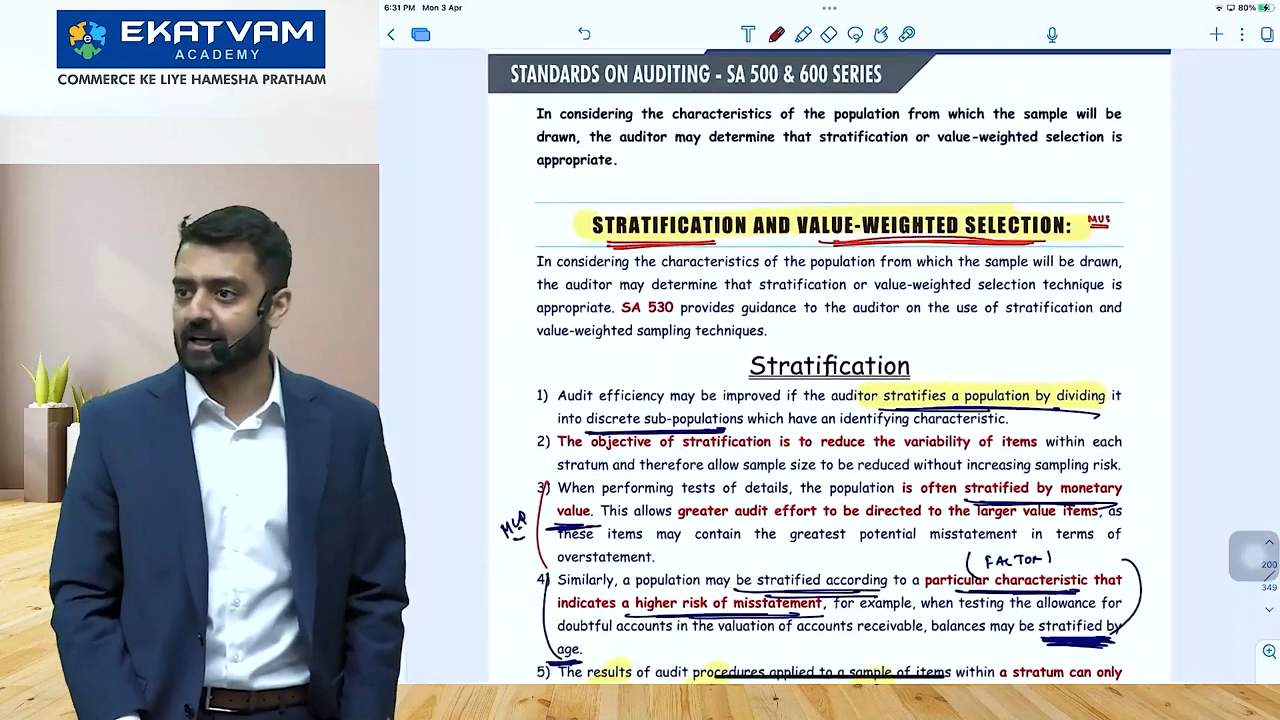 6:31 PM Mon 3 Apr
80%
EKATVAM
ACADEMY
COMMERCE KE LIYE HAMESHA PRATHAM
STANDARDS ON AUDITING - SA 500 & 600 SERIES
In considering the characteristics of the population from which the sample will be
drawn, the auditor may determine that stratification or value-weighted selection is
appropriate.
STRATIFICATION AND VALUE-WEIGHTED SELECTION:
MUS
In considering the characteristics of the population from which the sample will be drawn,
the auditor may determine that stratification or value-weighted selection technique is
appropriate. SA 530 provides guidance to the auditor on the use of stratification and
value-weighted sampling techniques.
Stratification
1) Audit efficiency may be improved if the auditor stratifies a population by dividing it
into discrete sub-populations which have an identifying characteristic.
2) The objective of stratification is to reduce the variability of items within each
stratum and therefore allow sample size to be reduced without increasing sampling risk.
3) When performing tests of details, the population is often stratified by monetary
value. This allows greater audit effort to be directed to the larger value items, as
these items may contain the greatest potential misstatement in terms of
overstatement.
(FACTOR)
4) Similarly, a population may be stratified according to a particular characteristic that
indicates a higher risk of misstatement, for example, when testing the allowance for
doubtful accounts in the valuation of accounts receivable, balances may be stratified by
age.
5) The results of audit procedures applied to a sample of items within a stratum can only
200
349